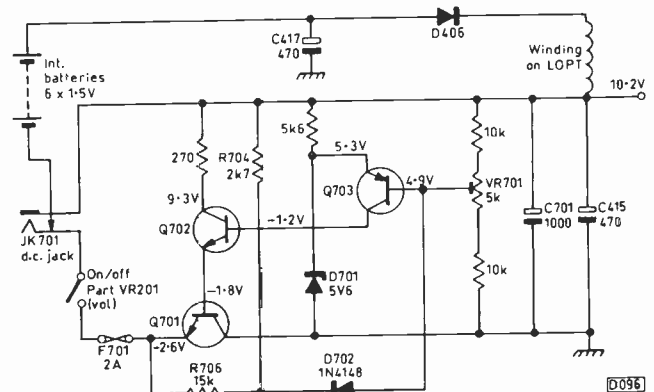 C417
470
D406
Winding
on LOPT
Int.
batteries
6 x 1·5V
10·2V
5k6
10k
270
R704
2k7
5·3V
9·3V
Q703
4·9V
VR701
5k
Q702
-1·2V
C701
1000
C415
470
JK701
d.c. jack
D701
5V6
10k
On/off
Part VR201
(vol)
-1·8V
Q701
F701
2A
-2·6V
R706
15k
D702
1N4148
D096